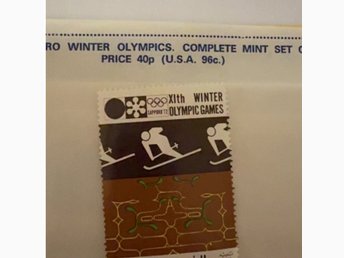 RO WINTER OLYMPICS. COMPLETE MINT SET
PRICE 40p (U.S.A. 96c.)
XIth WINTER
OLYMPIC GAMES
SAPPORO 72